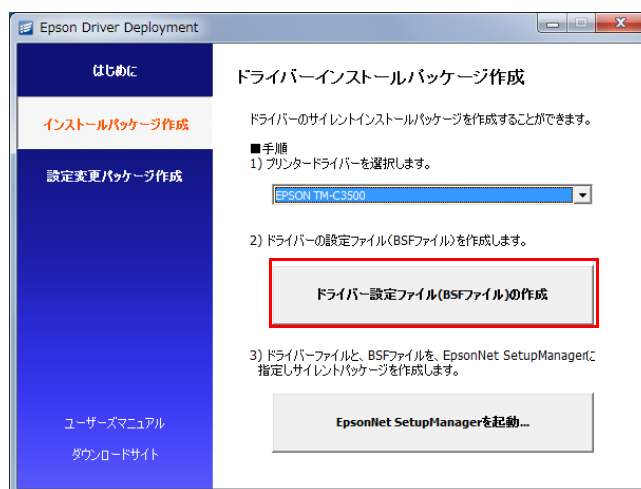 Epson Driver Deployment
はじめに
インストールパッケージ作成
設定変更パッケージ作成
ユーザーズマニュアル
ダウンロードサイト
ドライバーインストールパッケージ作成
ドライバーのサイレントインストールパッケージを作成することができます。
■手順
1) プリンタードライバーを選択します。
EPSON TM-C3500
2) ドライバーの設定ファイル(BSFファイル)を作成します。
ドライバー設定ファイル(BSFファイル)の作成
3) ドライバーファイルと、BSFファイルを、EpsonNet SetupManagerに
指定しサイレントパッケージを作成します。
EpsonNet SetupManagerを起動...